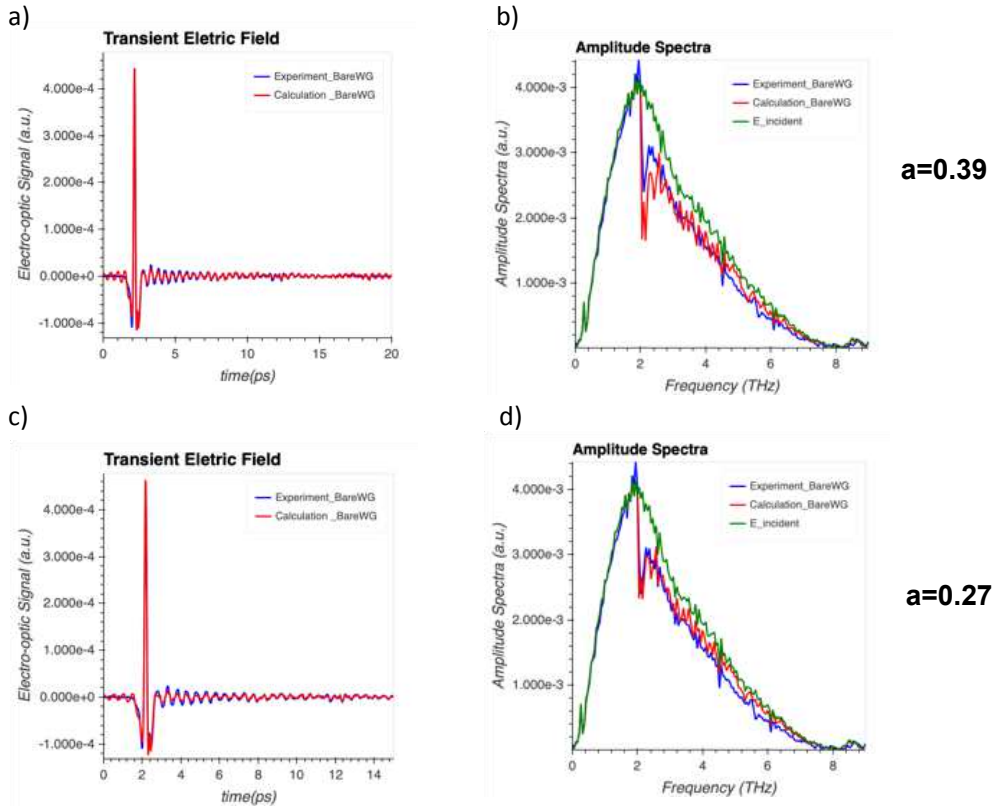 a)
Transient Eletric Field
Experiment_BareWG
Calculation _BareWG
Electro-optic Signal (a.u.)
4.000e-4
3.000e-4
2.000e-4
1.000e-4
0.000e+0
-1.000e-4
0 5 10 15 20
time(ps)
b)
Amplitude Spectra
Experiment_BareWG
Calculation_BareWG
E_incident
Amplitude Spectra (a.u.)
4.000e-3
3.000e-3
2.000e-3
1.000e-3
0 2 4 6 8
Frequency (THz)
a=0.39
c)
Transient Eletric Field
Experiment_BareWG
Calculation _BareWG
Electro-optic Signal (a.u.)
4.000e-4
3.000e-4
2.000e-4
1.000e-4
0.000e+0
-1.000e-4
0 2 4 6 8 10 12 14
time(ps)
d)
Amplitude Spectra
Experiment_BareWG
Calculation_BareWG
E_incident
Amplitude Spectra (a.u.)
4.000e-3
3.000e-3
2.000e-3
1.000e-3
0 2 4 6 8
Frequency (THz)
a=0.27